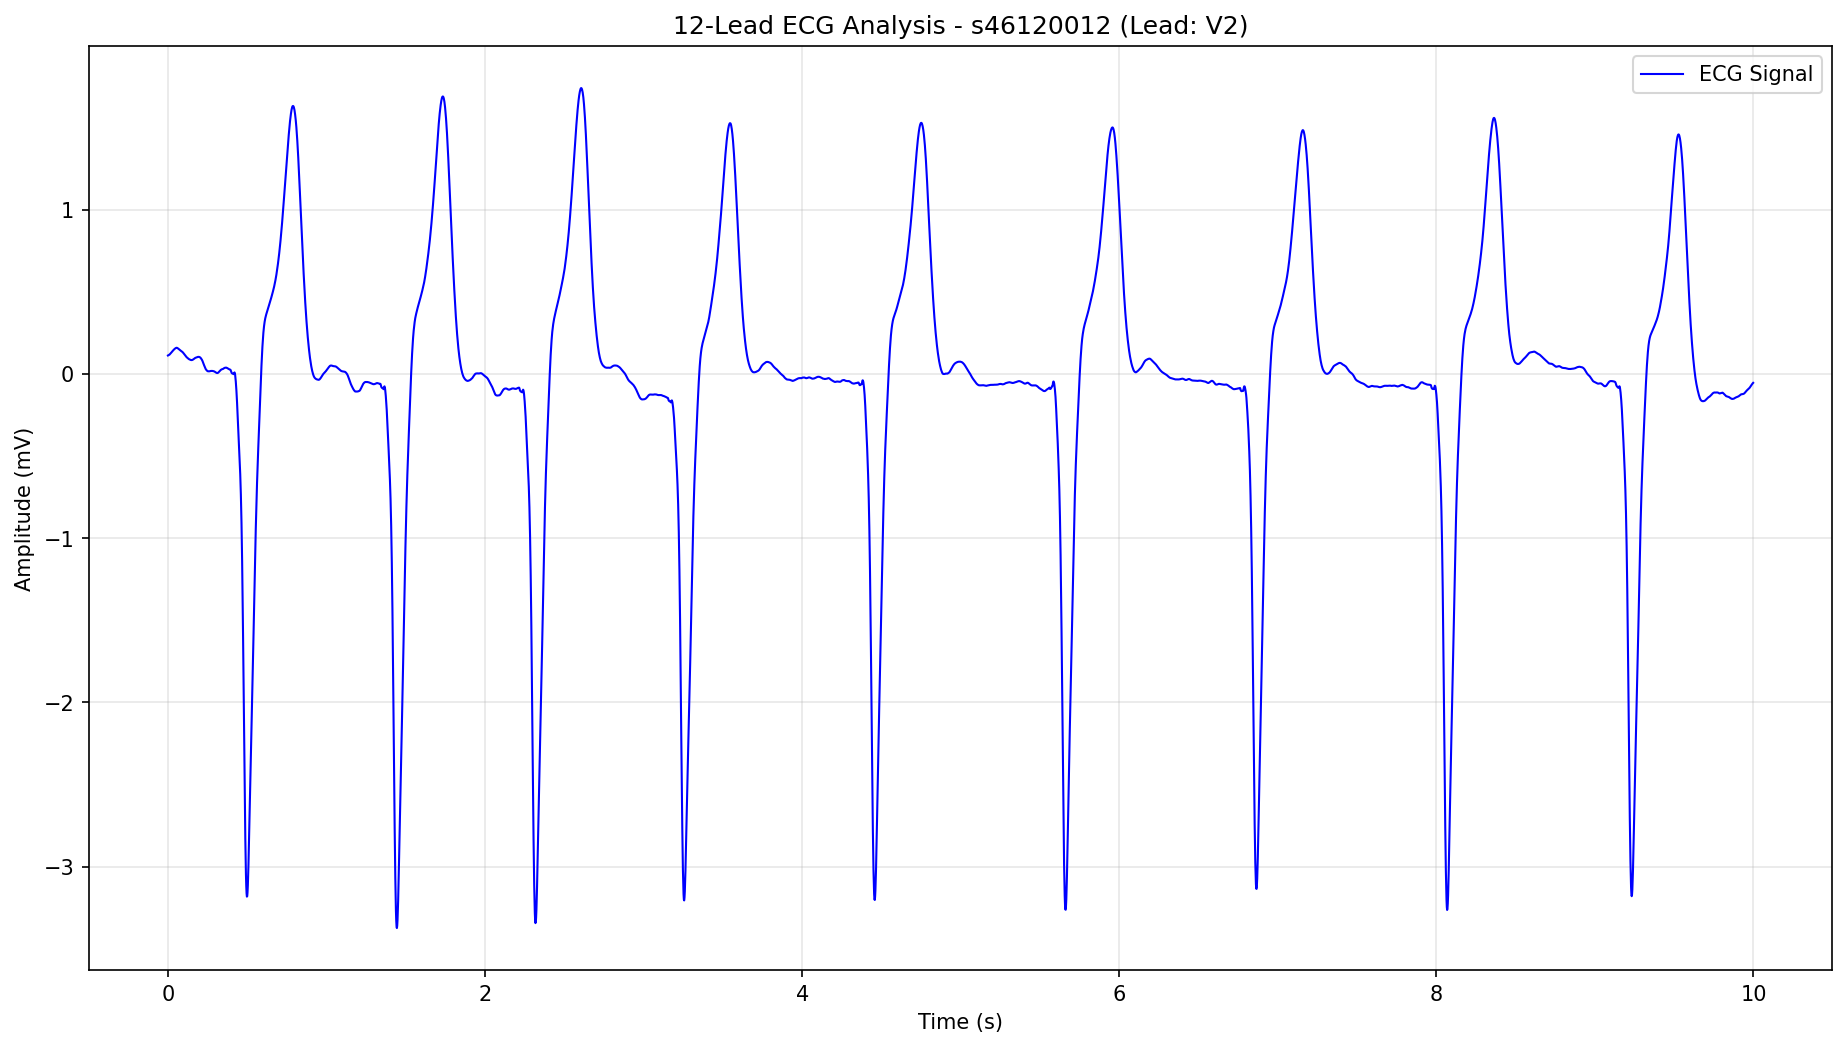 12-Lead ECG Analysis - s46120012 (Lead: V2)
ECG Signal
Amplitude (mV)
1
0
−1
−2
−3
0 2 4 6 8 10
Time (s)